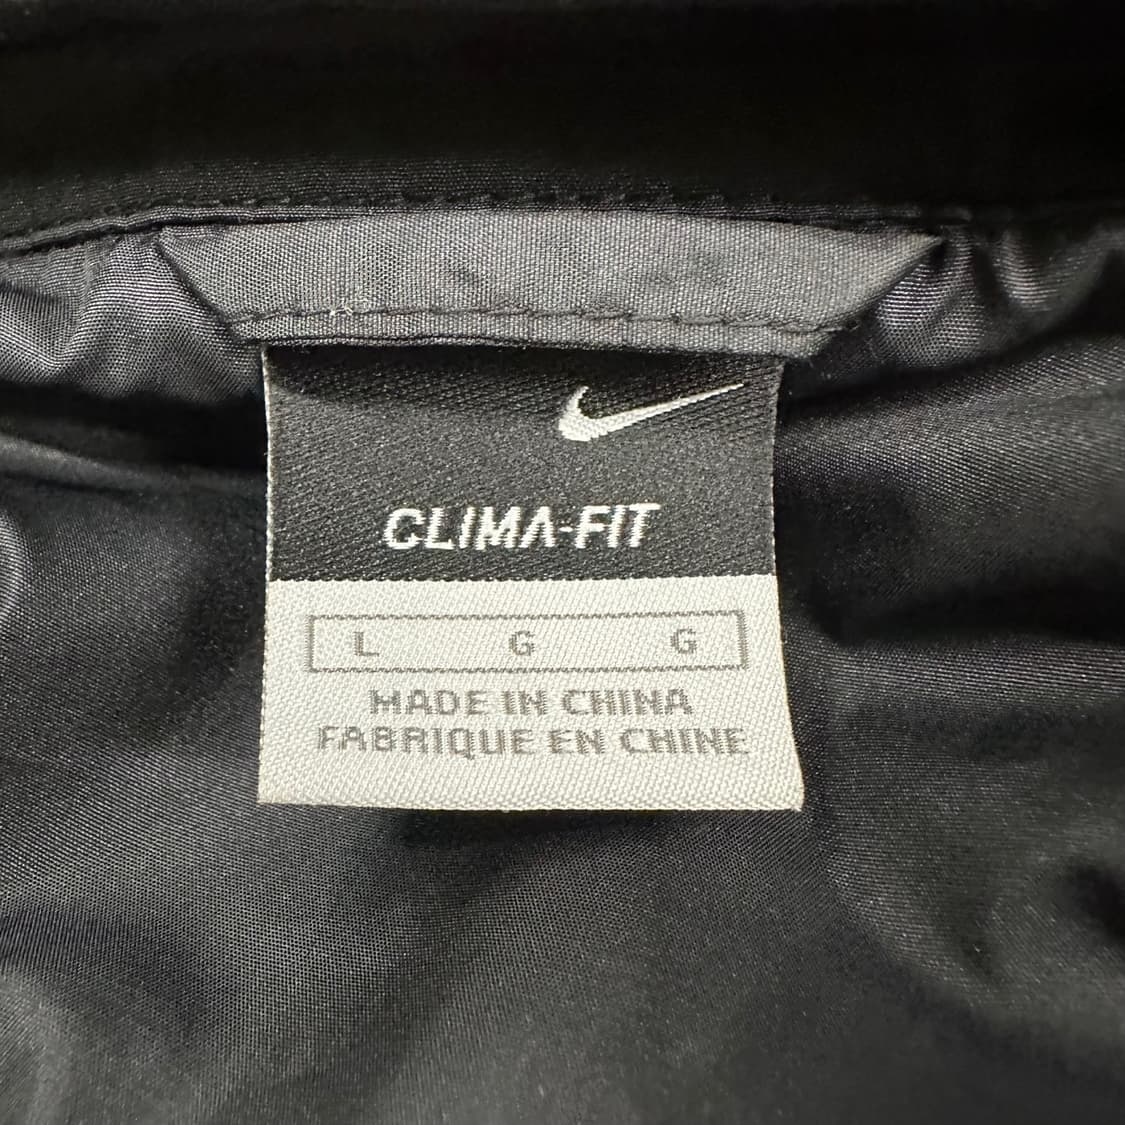 CLIMA-FIT
L G G
MADE IN CHINA
FABRIQUE EN CHINE